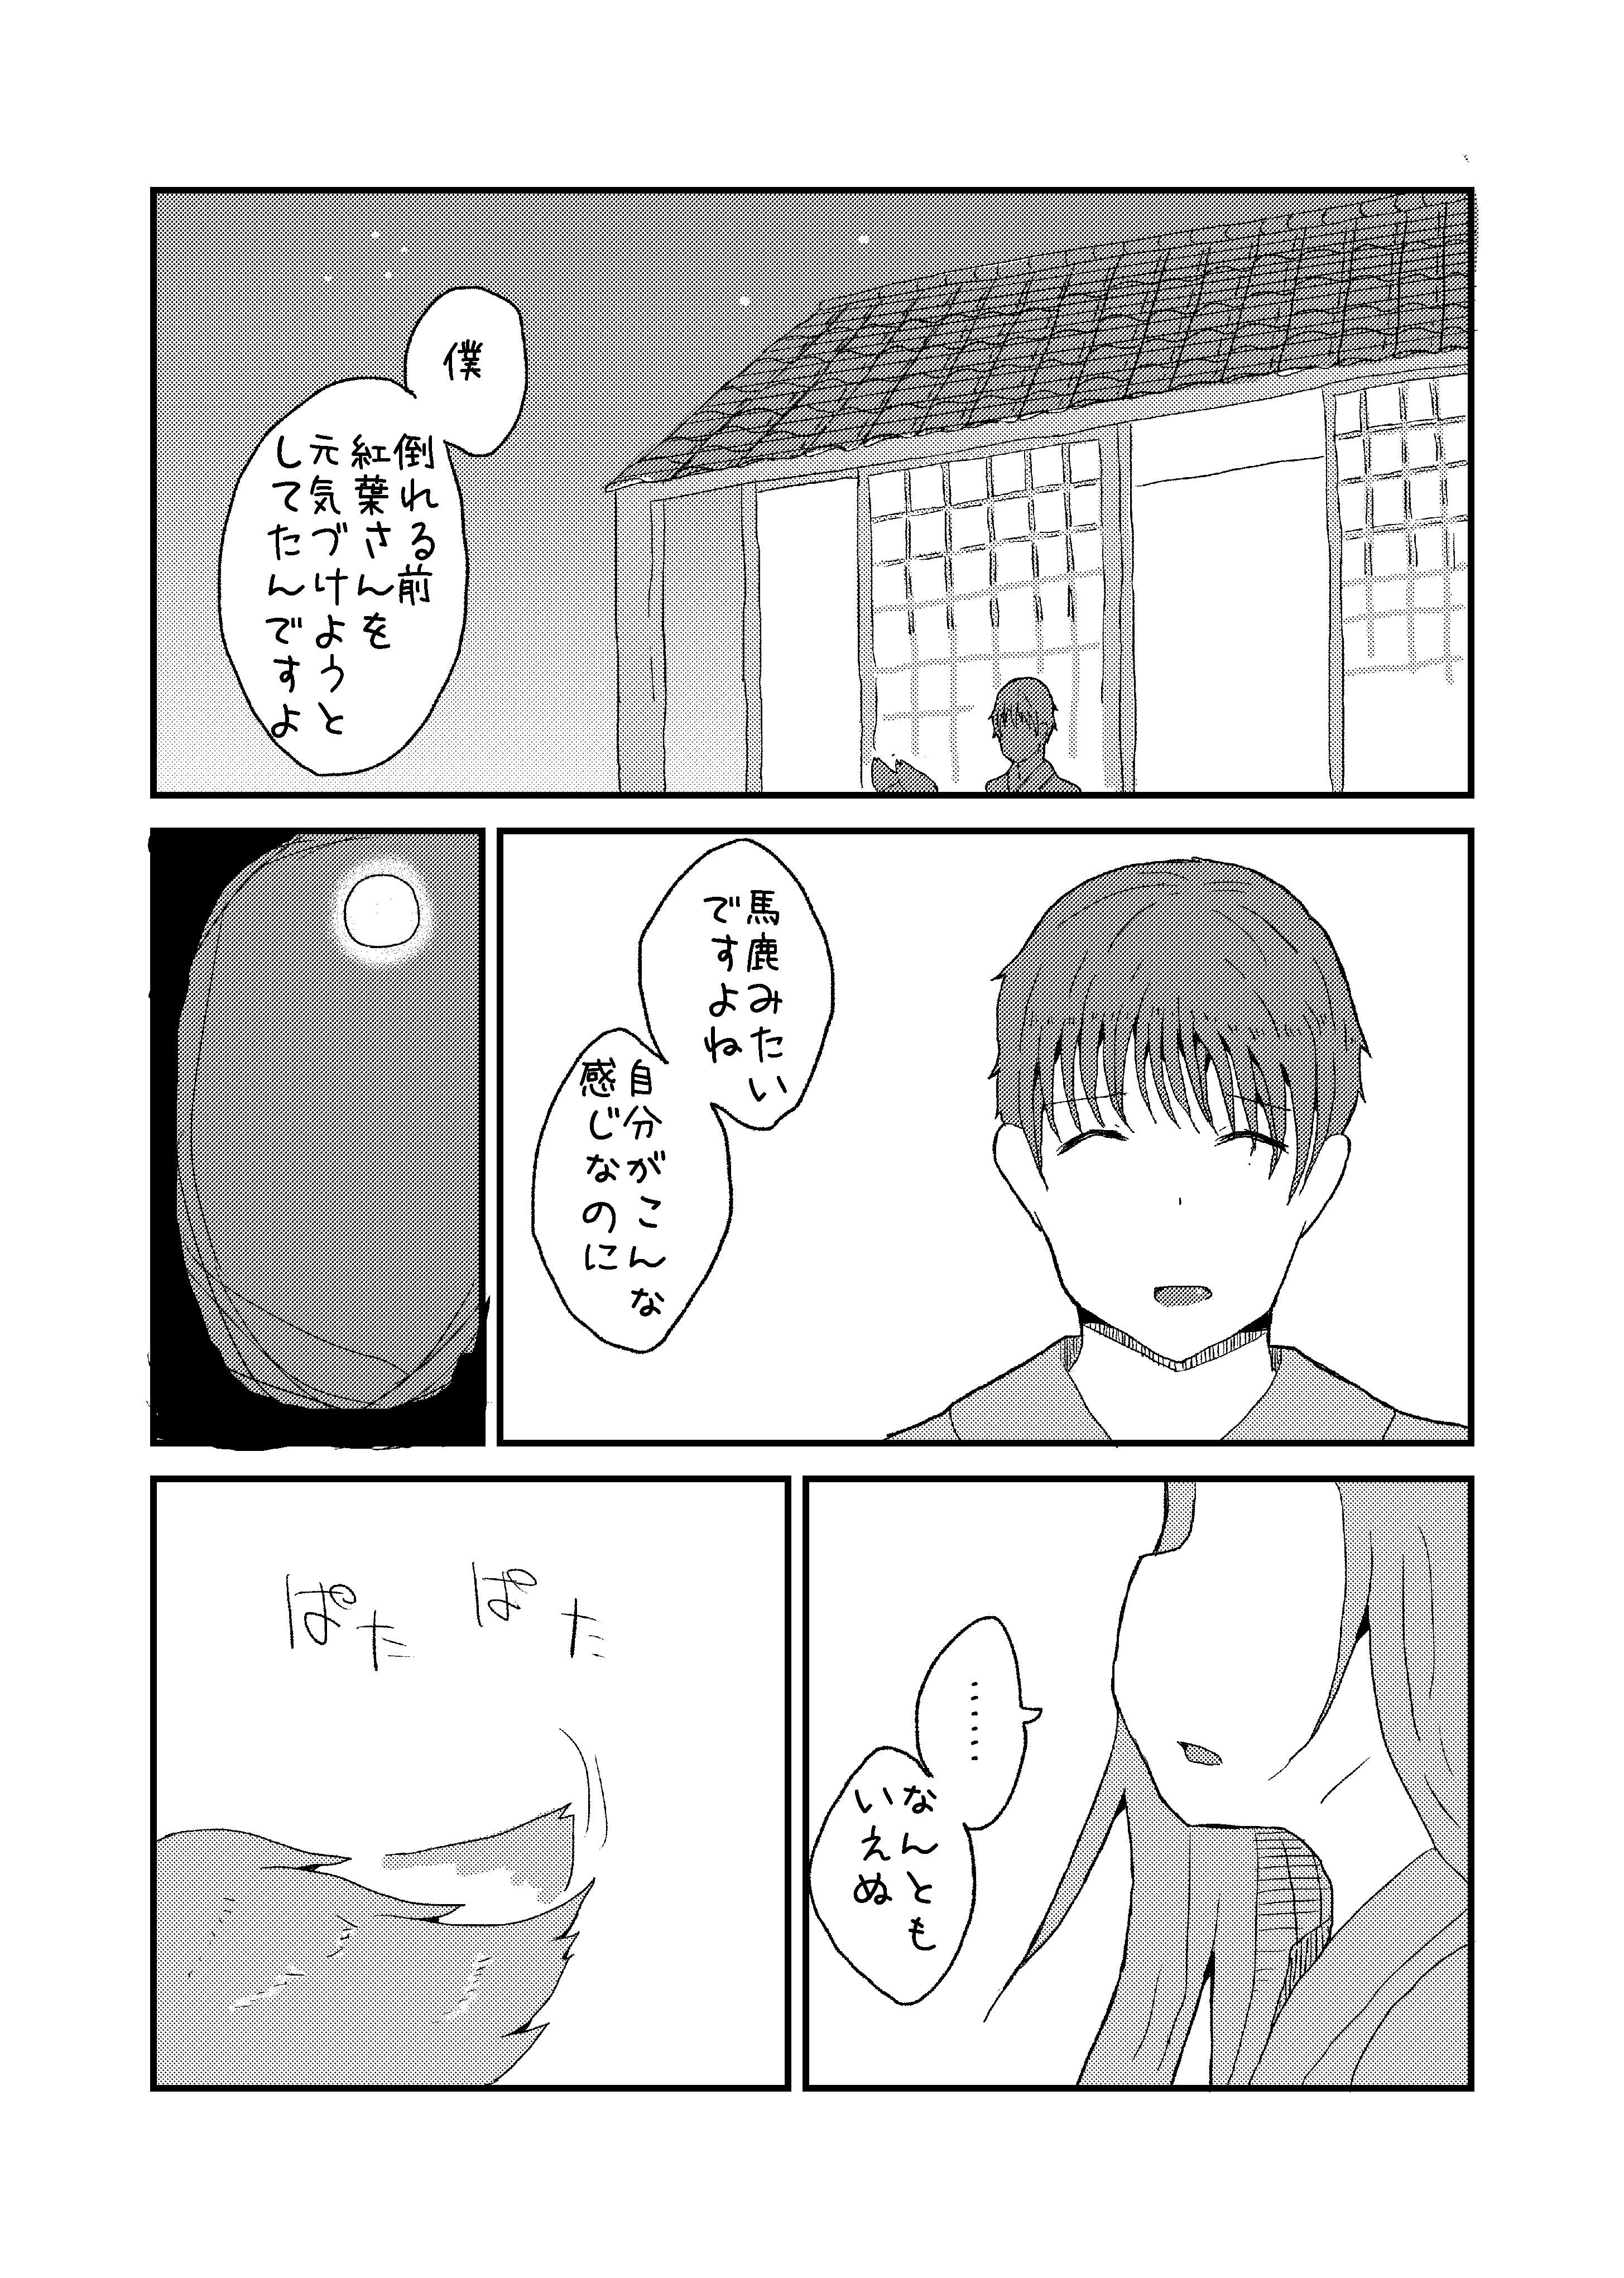 僕
倒れる前
紅葉さんを
元気づけようと
してたんですよ
馬鹿みたい
ですよね
自分がこんな
感じなのに
……
なんとも
いえぬ
ぱた
ぱた